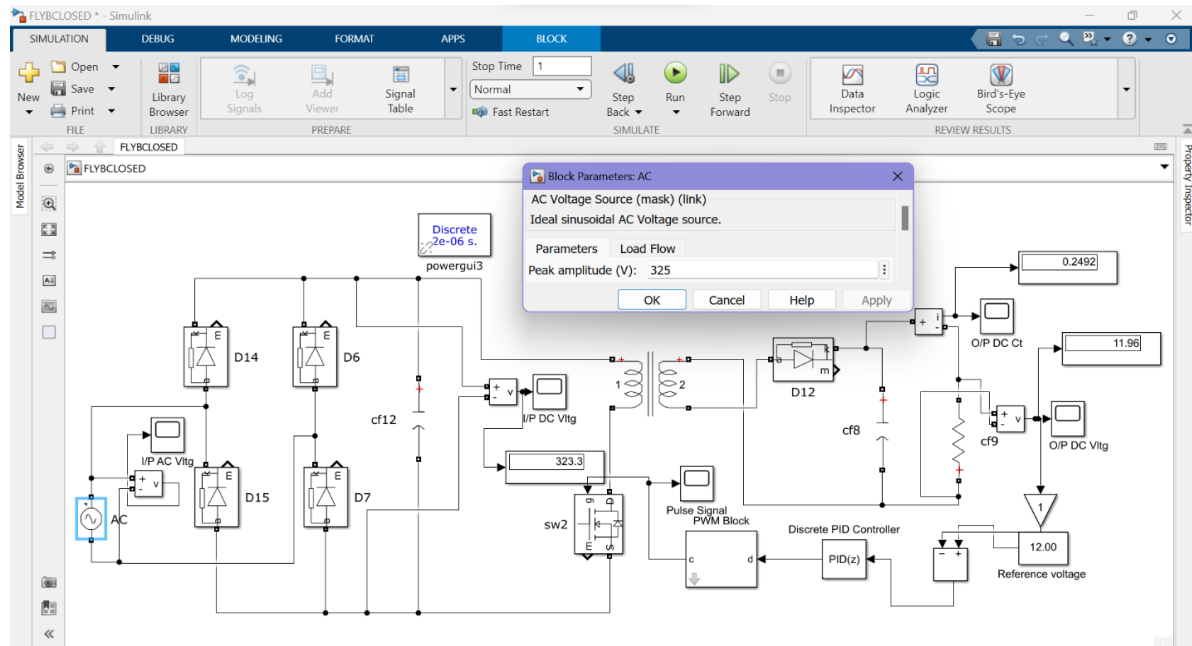 FLYBCLOSED * - Simulink
SIMULATION DEBUG MODELING FORMAT APPS BLOCK
New
Open
Save
Print
FILE
Library Browser
LIBRARY
Log Signals
Add Viewer
Signal Table
PREPARE
Stop Time 1
Normal
Fast Restart
Step Back
Run
Step Forward
Stop
SIMULATE
Data Inspector
Logic Analyzer
Bird's-Eye Scope
REVIEW RESULTS
Model Browser
FLYBCLOSED
FLYBCLOSED
Property Inspector
Block Parameters: AC
AC Voltage Source (mask) (link)
Ideal sinusoidal AC Voltage source.
Parameters Load Flow
Peak amplitude (V): 325
OK Cancel Help Apply
Discrete
2e-06 s.
powergui3
0.2492
O/P DC Ct
11.96
k m
a
D14
k m
a
D6
a k
m
D12
+ i
-
1 + + 2
+
cf12
+ v
-
I/P DC Vltg
+
cf8
+
cf9
+ v
-
O/P DC Vltg
I/P AC Vltg
+ v
-
AC
k m
a
D15
k m
a
D7
323.3
g D
m S
sw2
Pulse Signal
PWM Block
c d
Discrete PID Controller
PID(z)
- +
1
12.00
Reference voltage